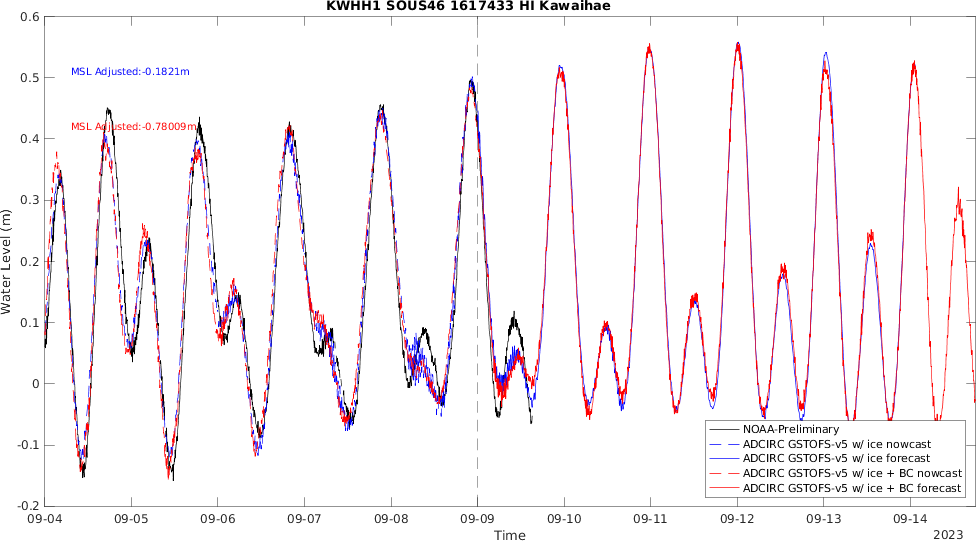 KWHH1 SOUS46 1617433 HI Kawaihae
0.6
0.5
0.4
0.3
0.2
0.1
0
-0.1
-0.2
Water Level (m)
MSL Adjusted:-0.1821m
MSL Adjusted:-0.78009m
NOAA-Preliminary
ADCIRC GSTOFS-v5 w/ ice nowcast
ADCIRC GSTOFS-v5 w/ ice forecast
ADCIRC GSTOFS-v5 w/ ice + BC nowcast
ADCIRC GSTOFS-v5 w/ ice + BC forecast
09-04 09-05 09-06 09-07 09-08 09-09 09-10 09-11 09-12 09-13 09-14
Time
2023